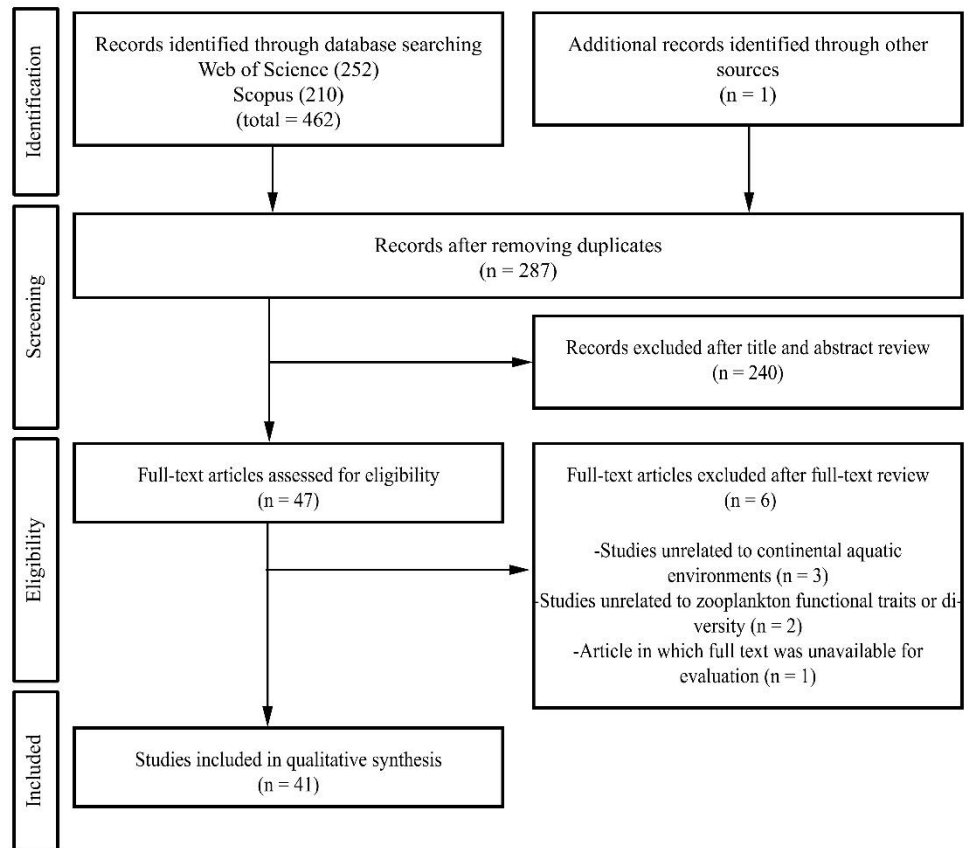 Identification
Records identified through database searching
Web of Science (252)
Scopus (210)
(total = 462)
Additional records identified through other
sources
(n = 1)
Screening
Records after removing duplicates
(n = 287)
Records excluded after title and abstract review
(n = 240)
Eligibility
Full-text articles assessed for eligibility
(n = 47)
Full-text articles excluded after full-text review
(n = 6)
-Studies unrelated to continental aquatic
environments (n = 3)
-Studies unrelated to zooplankton functional traits or di-
versity (n = 2)
-Article in which full text was unavailable for
evaluation (n = 1)
Included
Studies included in qualitative synthesis
(n = 41)